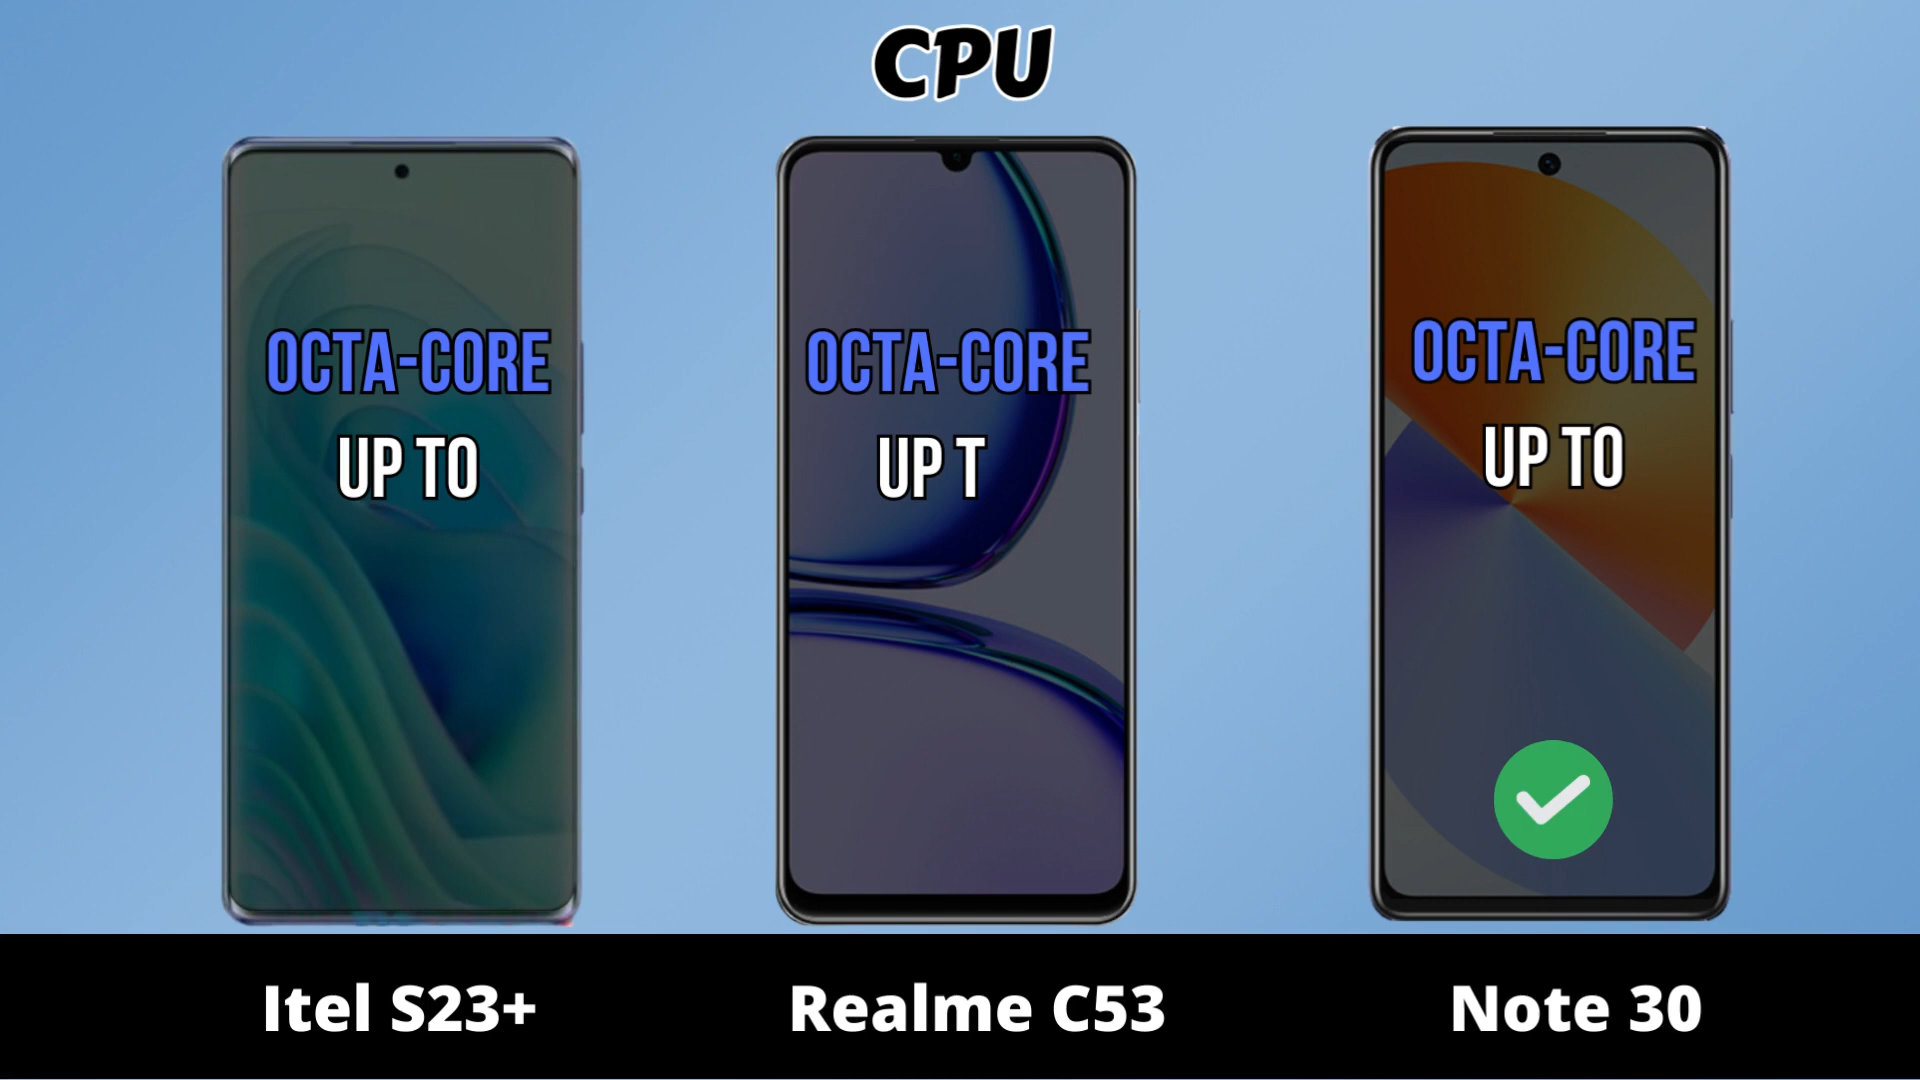 CPU
OCTA-CORE
UP TO
OCTA-CORE
UP T
OCTA-CORE
UP TO
Itel S23+
Realme C53
Note 30